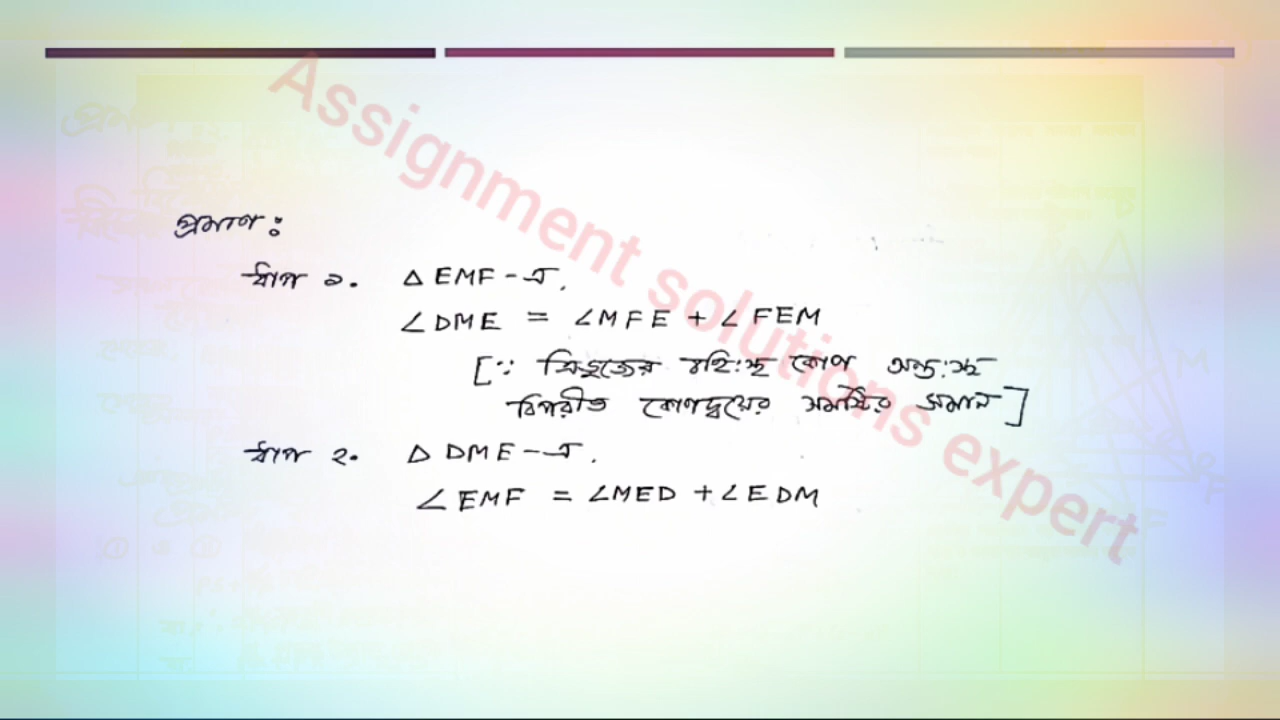 প্রমাণ :
ধাপ ১. △ EMF - এ,
∠DME = ∠MFE + ∠FEM
[∵ ত্রিভুজের বহি:স্থ কোণ অন্ত:স্থ
বিপরীত কোণদ্বয়ের সমষ্টির সমান]
ধাপ ২. △ DME - এ,
∠EMF = ∠MED + ∠EDM
Assignment solutions expert